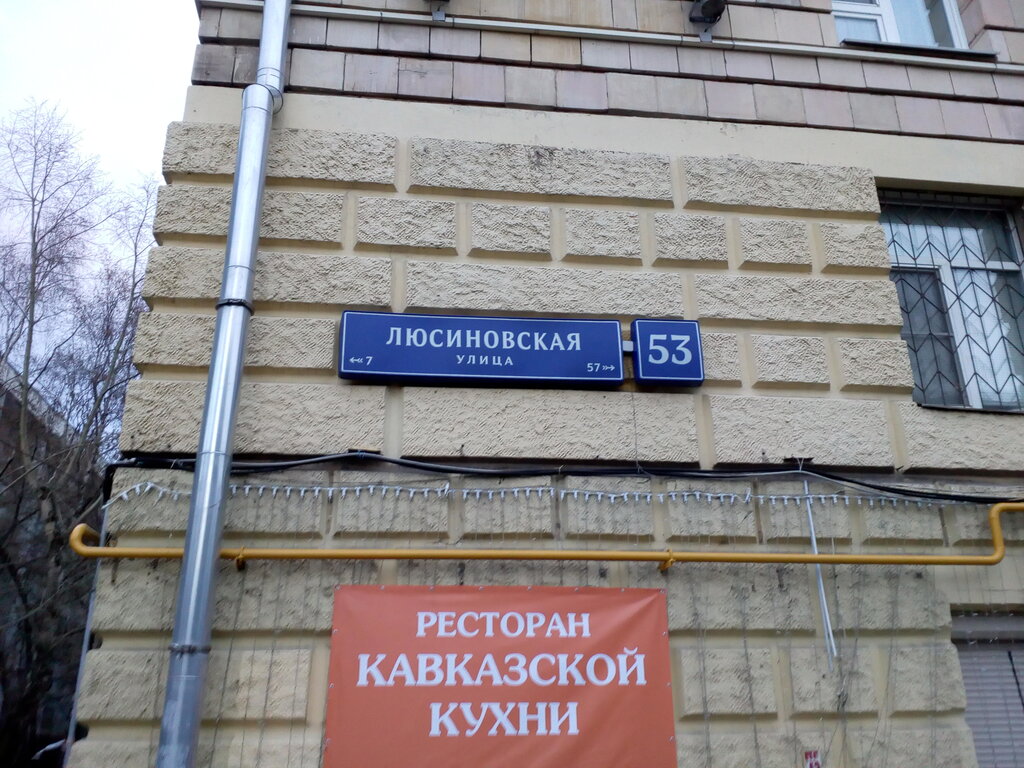 ЛЮСИНОВСКАЯ
УЛИЦА
7
57
53
РЕСТОРАН
КАВКАЗСКОЙ
КУХНИ